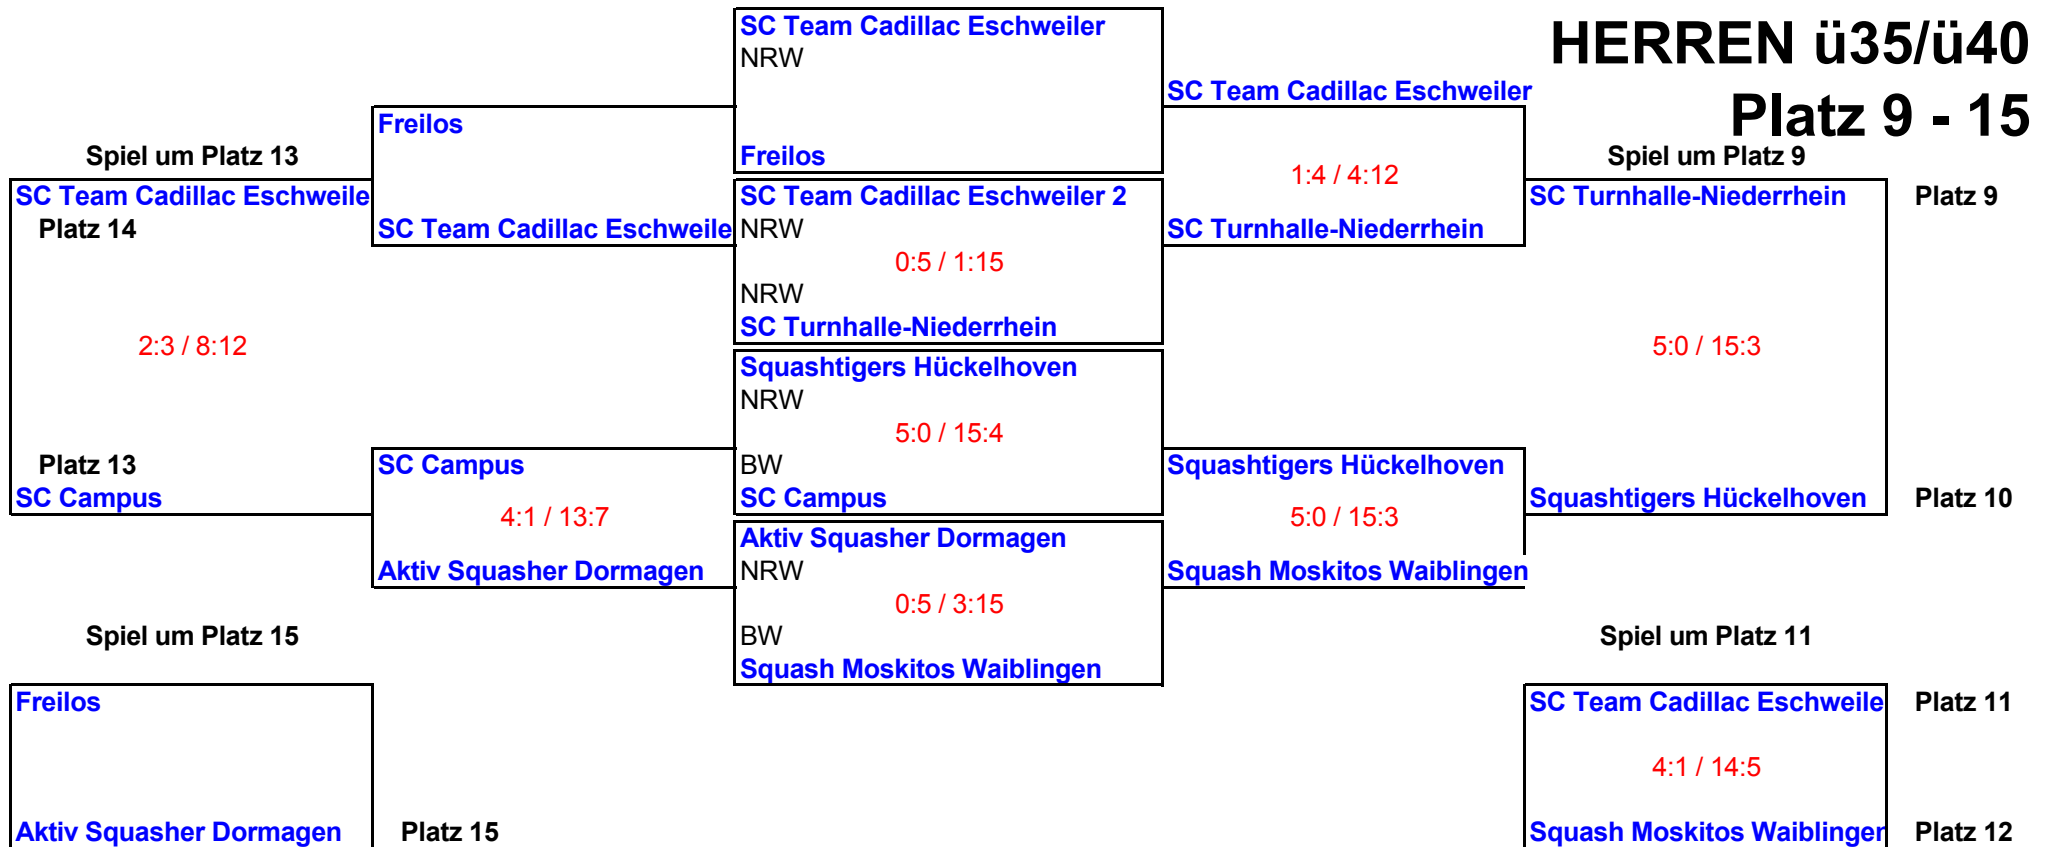 HERREN ü35/ü40
Platz 9 - 15
Spiel um Platz 13
SC Team Cadillac Eschweile
Platz 14
2:3 / 8:12
Platz 13
SC Campus
Spiel um Platz 15
Freilos
Aktiv Squasher Dormagen
Platz 15
Freilos
SC Team Cadillac Eschweile
SC Campus
4:1 / 13:7
Aktiv Squasher Dormagen
SC Team Cadillac Eschweiler
NRW
Freilos
SC Team Cadillac Eschweiler 2
NRW
0:5 / 1:15
NRW
SC Turnhalle-Niederrhein
Squashtigers Hückelhoven
NRW
5:0 / 15:4
BW
SC Campus
Aktiv Squasher Dormagen
NRW
0:5 / 3:15
BW
Squash Moskitos Waiblingen
SC Team Cadillac Eschweiler
1:4 / 4:12
SC Turnhalle-Niederrhein
Squashtigers Hückelhoven
5:0 / 15:3
Squash Moskitos Waiblingen
Spiel um Platz 9
SC Turnhalle-Niederrhein
Platz 9
5:0 / 15:3
Squashtigers Hückelhoven
Platz 10
Spiel um Platz 11
SC Team Cadillac Eschweile
Platz 11
4:1 / 14:5
Squash Moskitos Waiblingen
Platz 12